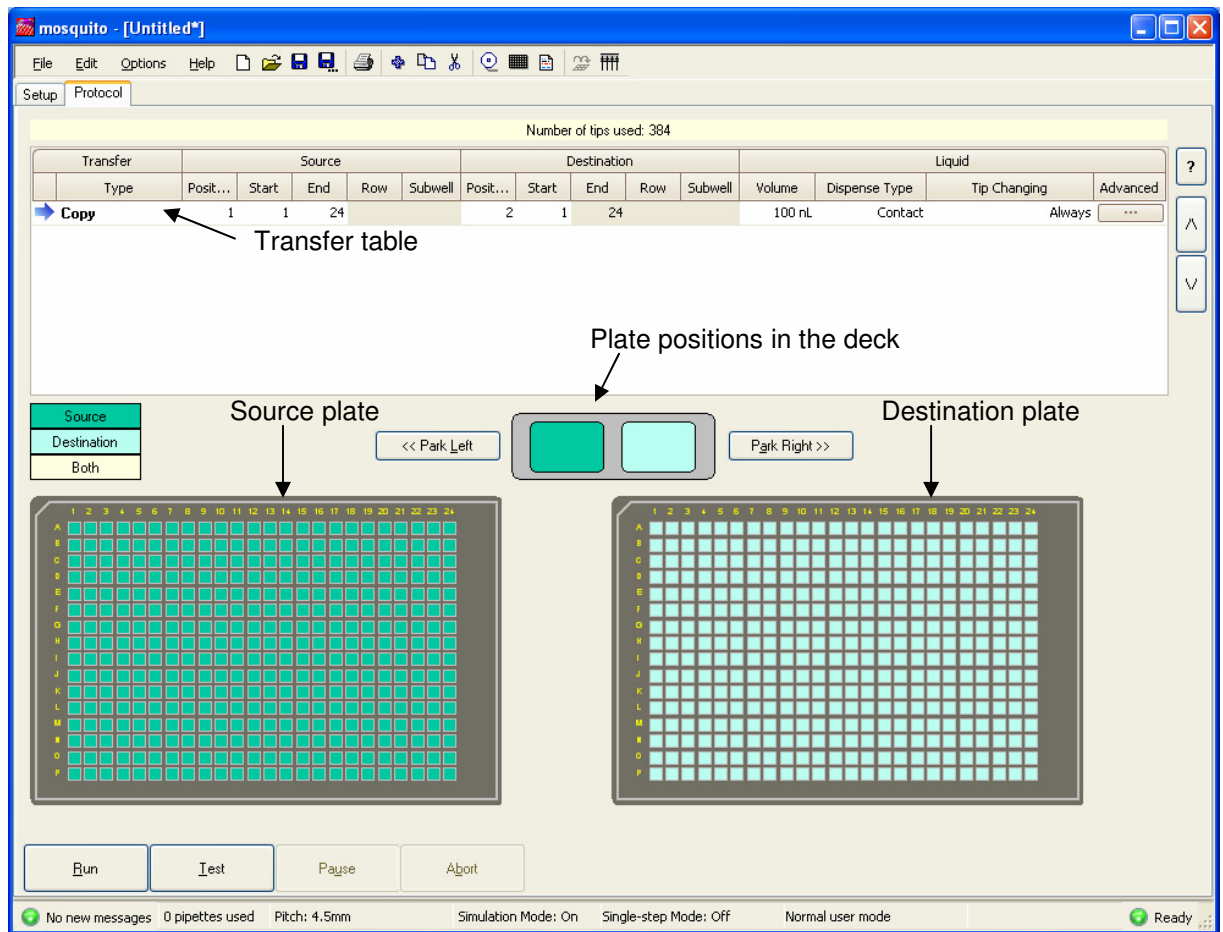 mosquito - [Untitled*]
File Edit Options Help
Setup Protocol
Number of tips used: 384
Transfer Source Destination Liquid
Type Posit... Start End Row Subwell Posit... Start End Row Subwell Volume Dispense Type Tip Changing Advanced
?
Copy 1 1 24 2 1 24 100 nL Contact Always ...
/\
Transfer table
\/
Plate positions in the deck
Source
Source plate
Destination plate
Destination
<< Park Left
Park Right >>
Both
1 2 3 4 5 6 7 8 9 10 11 12 13 14 15 16 17 18 19 20 21 22 23 24
A
B
C
D
E
F
G
H
I
J
K
L
M
N
O
P
1 2 3 4 5 6 7 8 9 10 11 12 13 14 15 16 17 18 19 20 21 22 23 24
A
B
C
D
E
F
G
H
I
J
K
L
M
N
O
P
Run Test Pause Abort
No new messages 0 pipettes used Pitch: 4.5mm Simulation Mode: On Single-step Mode: Off Normal user mode Ready